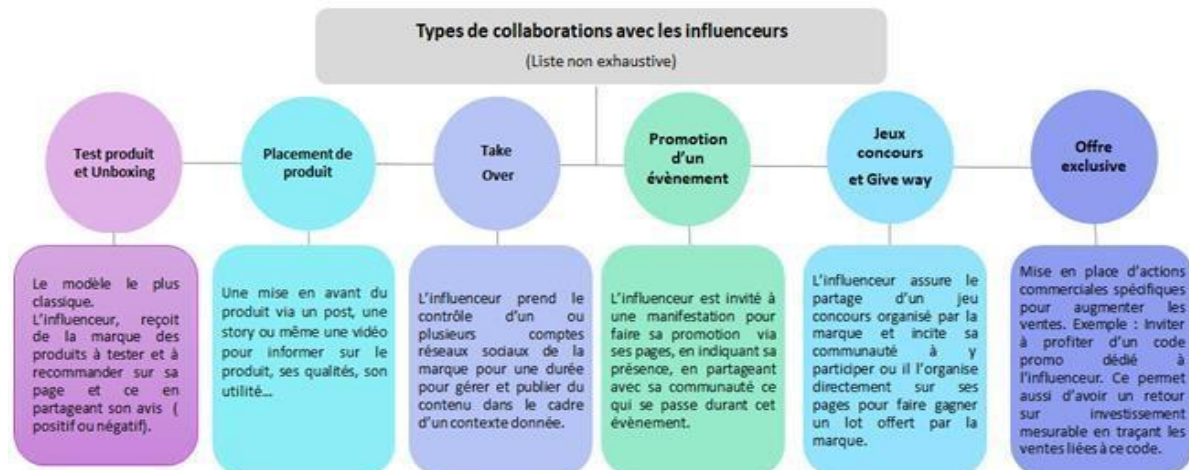 Types de collaborations avec les influenceurs
(Liste non exhaustive)
Test produit
et Unboxing
Placement de
produit
Take
Over
Promotion
d'un
évènement
Jeux
concours
et Give way
Offre
exclusive
Le modèle le plus
classique.
L'influenceur, reçoit
de la marque des
produits à tester et à
recommander sur sa
page et ce en
partageant son avis (
positif ou négatif).
Une mise en avant du
produit via un post, une
story ou même une vidéo
pour informer sur le
produit, ses qualités, son
utilité...
L'influenceur prend le
contrôle d'un ou
plusieurs comptes
réseaux sociaux de la
marque pour une durée
pour gérer et publier du
contenu dans le cadre
d'un contexte donnée.
L'influenceur est invité à
une manifestation pour
faire sa promotion via
ses pages, en indiquant sa
présence, en partageant
avec sa communauté ce
qui se passe durant cet
évènement.
L'influenceur assure le
partage d'un jeu
concours organisé par la
marque et incite sa
communauté à y
participer ou il l'organise
directement sur ses
pages pour faire gagner
un lot offert par la
marque.
Mise en place d'actions
commerciales spécifiques
pour augmenter les
ventes. Exemple : Inviter
à profiter d'un code
promo dédié à
l'influenceur. Ce permet
aussi d'avoir un retour
sur investissement
mesurable en traçant les
ventes liées à ce code.